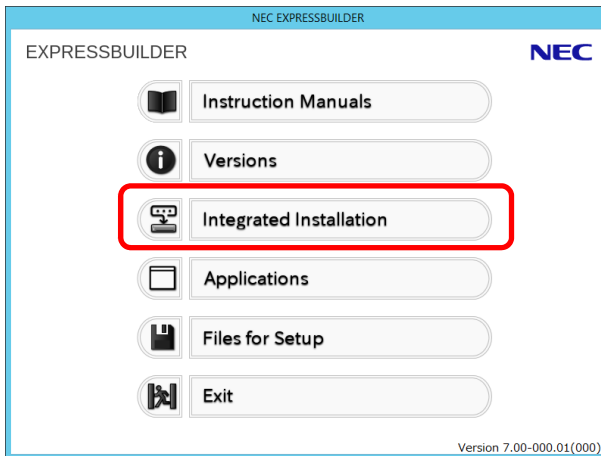 NEC EXPRESSBUILDER
EXPRESSBUILDER
NEC
Instruction Manuals
Versions
Integrated Installation
Applications
Files for Setup
Exit
Version 7.00-000.01(000)